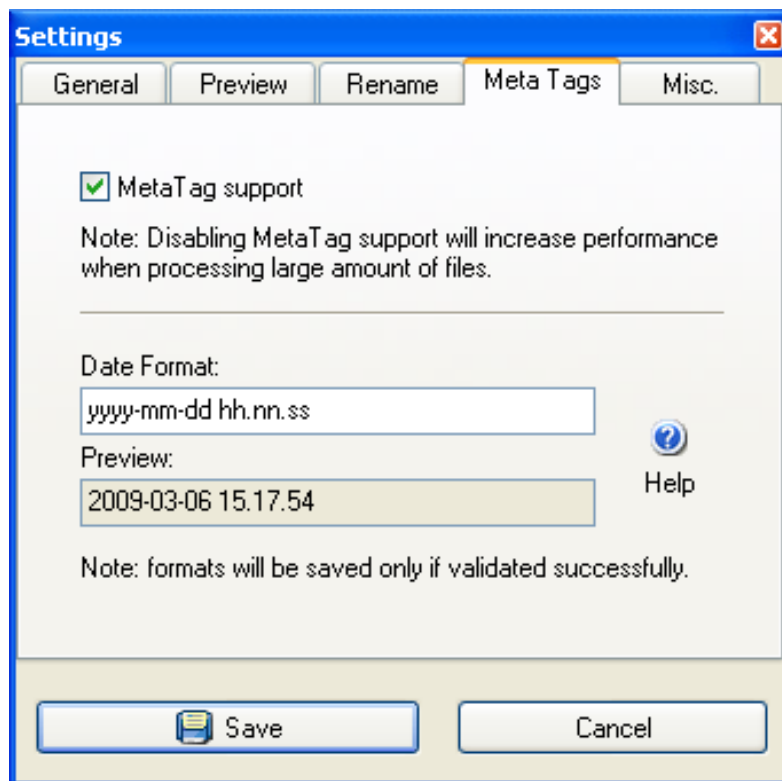 Settings
General Preview Rename Meta Tags Misc.
MetaTag support
Note: Disabling MetaTag support will increase performance
when processing large amount of files.
Date Format:
yyyy-mm-dd hh.nn.ss
Preview:
2009-03-06 15.17.54
Help
Note: formats will be saved only if validated successfully.
Save Cancel